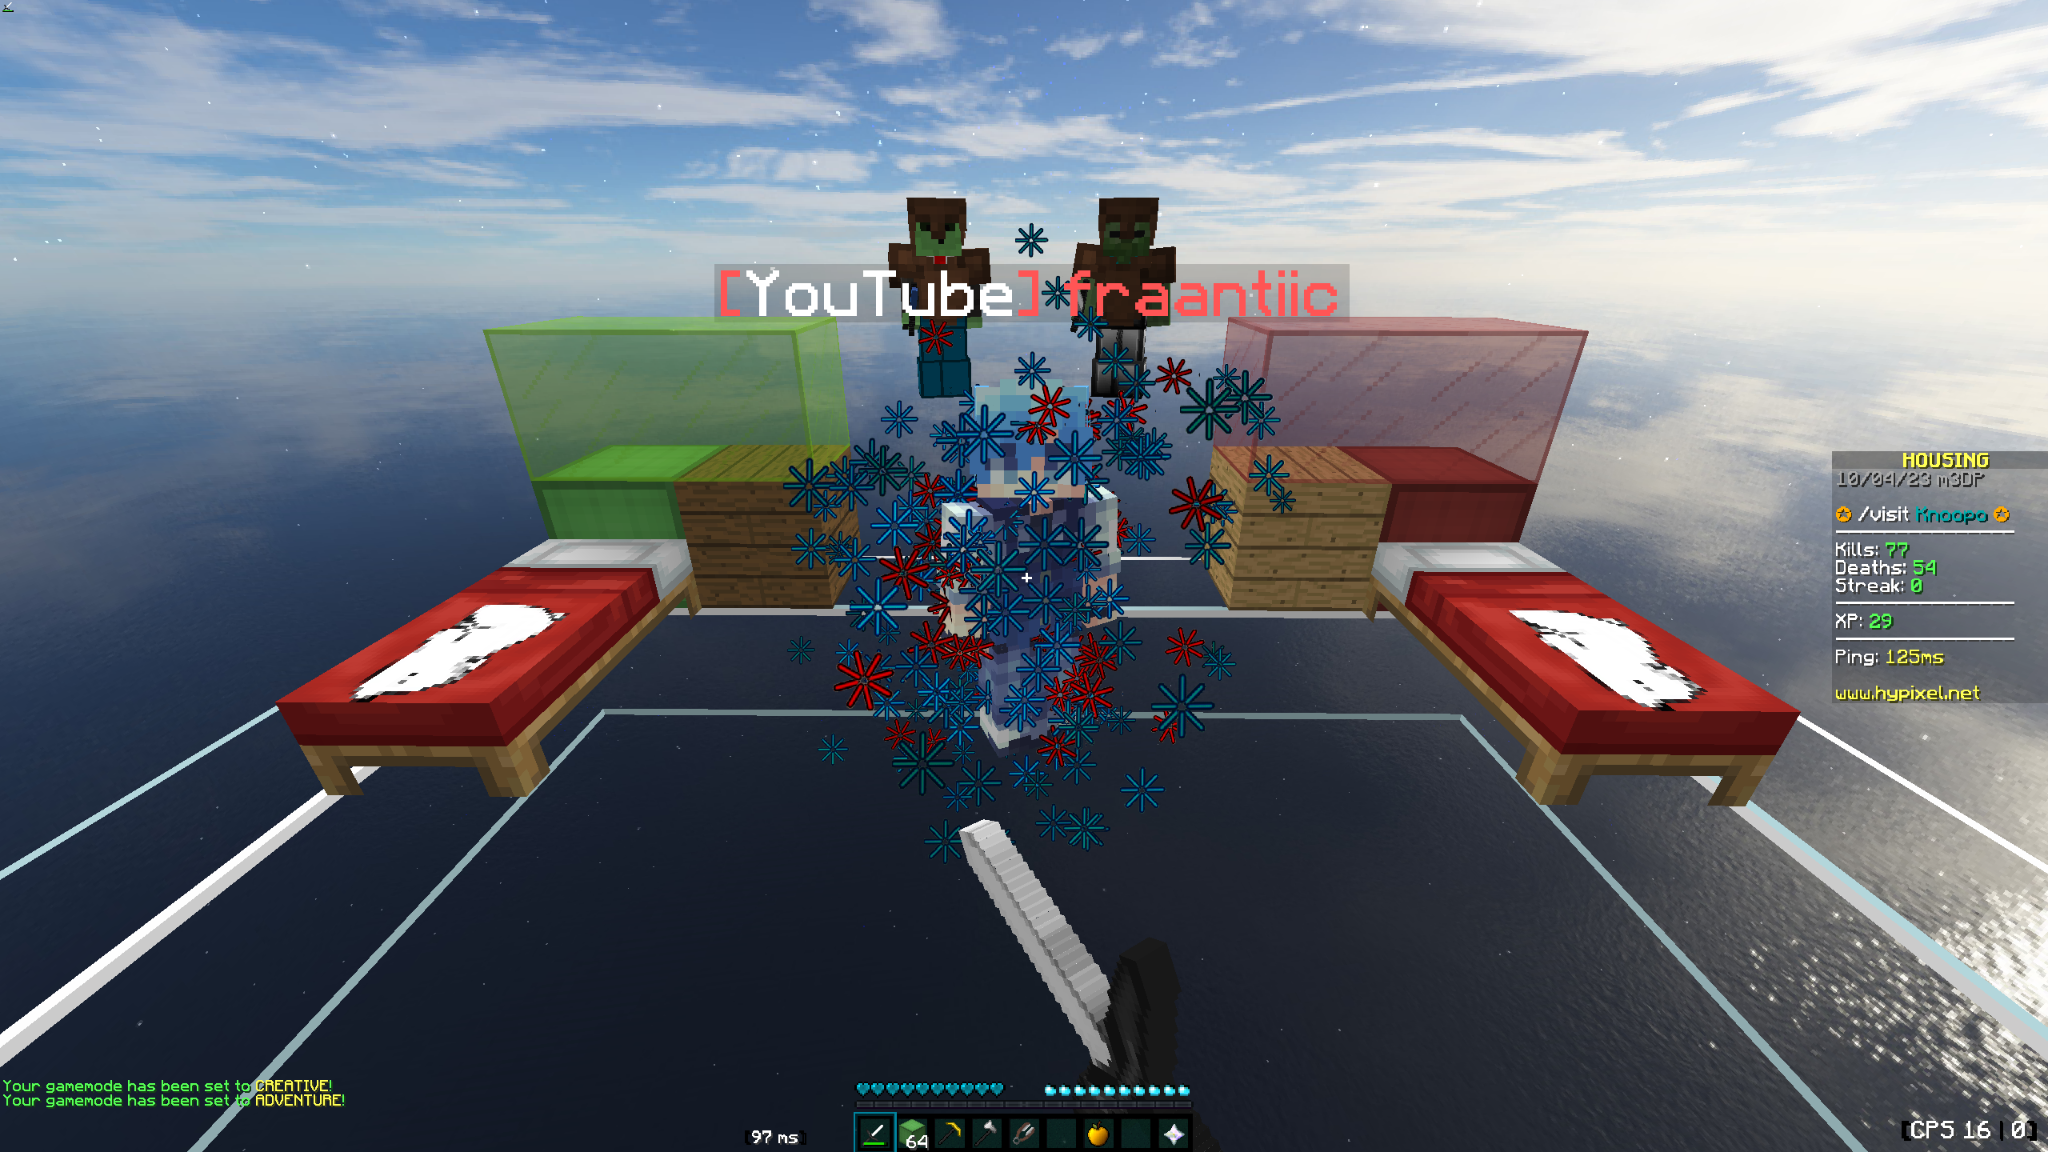 [YouTube] fraantiic
HOUSING
10/04/23 m3DP
/visit Knoopo
Kills: 77
Deaths: 54
Streak: 0
XP: 29
Ping: 125ms
www.hypixel.net
Your gamemode has been set to CREATIVE!
Your gamemode has been set to ADVENTURE!
[97 ms]
64
[CPS 16 | 0]